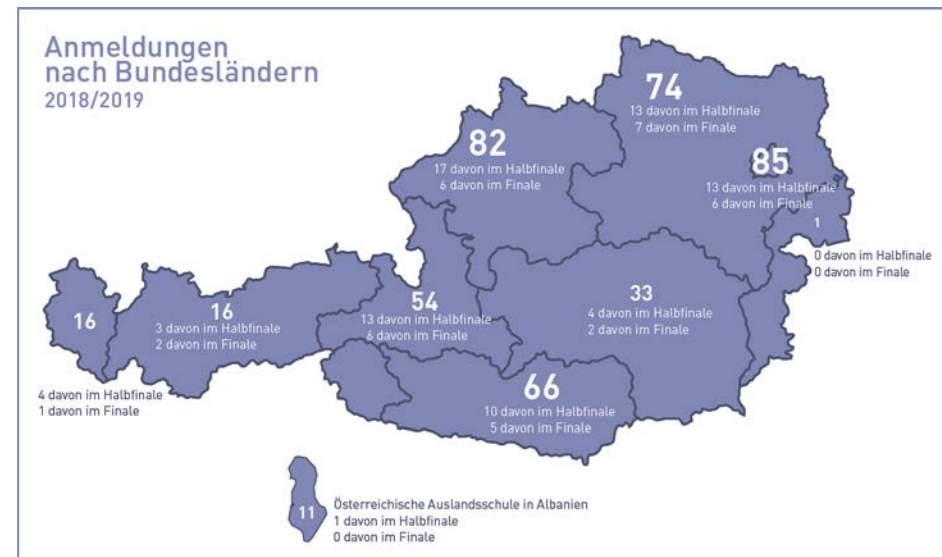 Anmeldungen
nach Bundesländern
2018/2019
74
13 davon im Halbfinale
7 davon im Finale
82
17 davon im Halbfinale
6 davon im Finale
85
13 davon im Halbfinale
6 davon im Finale
1
0 davon im Halbfinale
0 davon im Finale
16
4 davon im Halbfinale
1 davon im Finale
16
3 davon im Halbfinale
2 davon im Finale
54
13 davon im Halbfinale
6 davon im Finale
33
4 davon im Halbfinale
2 davon im Finale
66
10 davon im Halbfinale
5 davon im Finale
11
Österreichische Auslandsschule in Albanien
1 davon im Halbfinale
0 davon im Finale